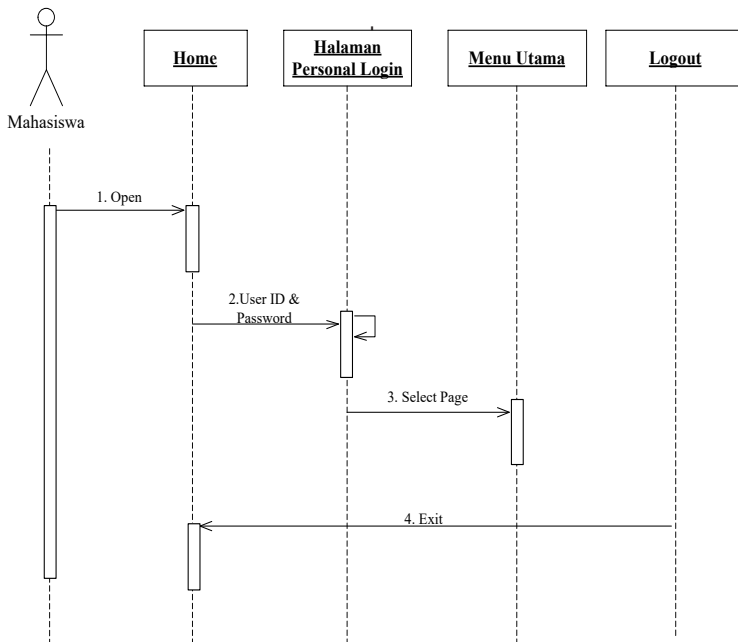 Home
Halaman
Personal Login
Menu Utama
Logout
Mahasiswa
1. Open
2.User ID &
Password
3. Select Page
4. Exit